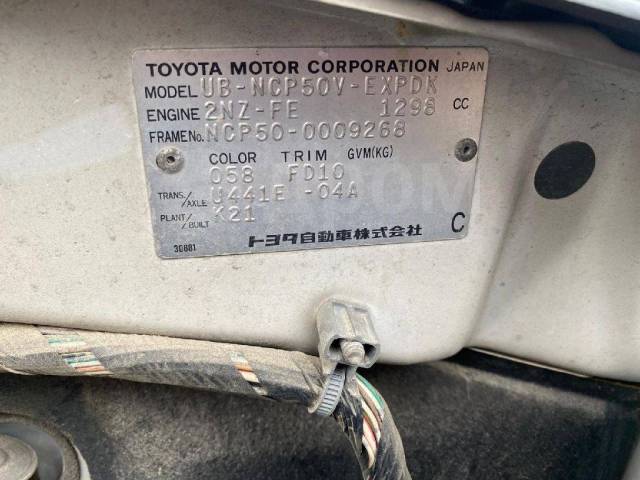 TOYOTA MOTOR CORPORATION JAPAN
MODEL UB-NCP50V-EXPDK
ENGINE 2NZ-FE 1298 CC
FRAME No. NCP50-0009268
COLOR TRIM GVM(KG)
058 FD10
TRANS./AXLE U441E -04A
PLANT/BUILT K21
30881 トヨタ自動車株式会社 C